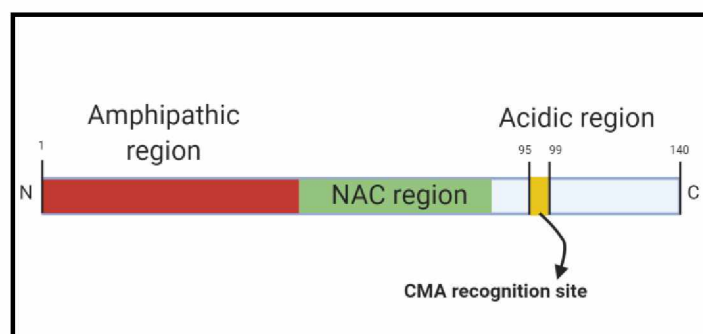 Amphipathic
region
Acidic region
1
95
99
140
N
NAC region
C
CMA recognition site